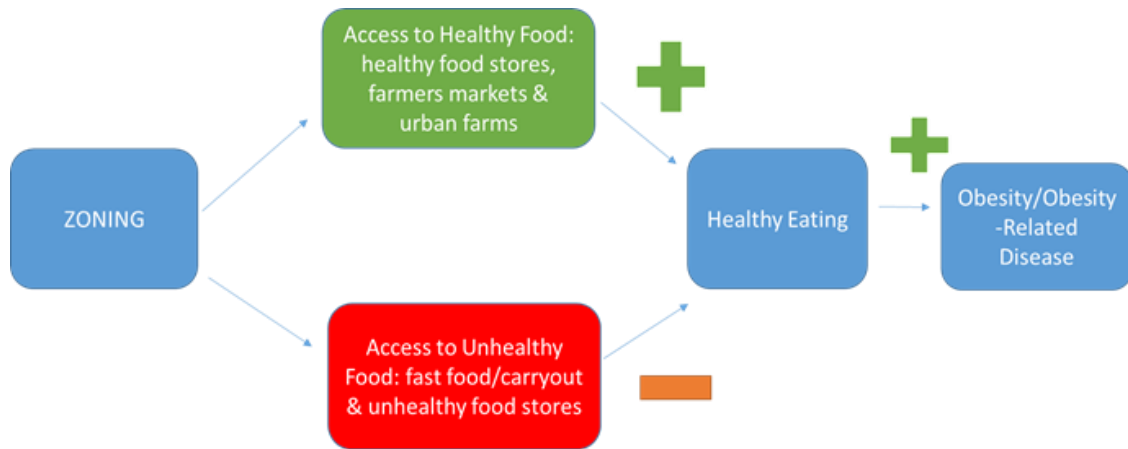 Access to Healthy Food:
healthy food stores,
farmers markets &
urban farms
ZONING
Healthy Eating
Obesity/Obesity
-Related
Disease
Access to Unhealthy
Food: fast food/carryout
& unhealthy food stores